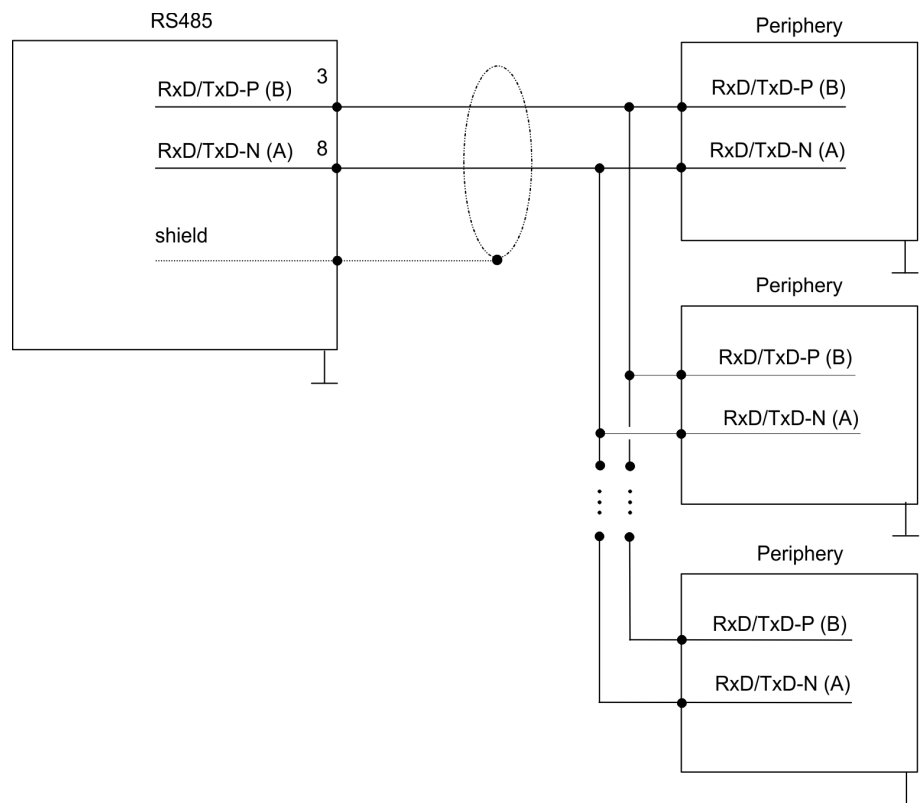 RS485
RxD/TxD-P (B) 3
RxD/TxD-N (A) 8
shield
Periphery
RxD/TxD-P (B)
RxD/TxD-N (A)
Periphery
RxD/TxD-P (B)
RxD/TxD-N (A)
Periphery
RxD/TxD-P (B)
RxD/TxD-N (A)